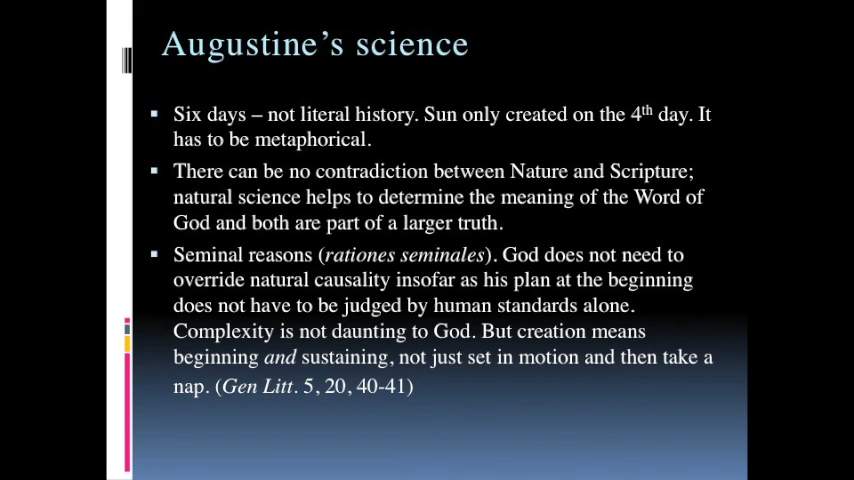 Augustine’s science
▪ Six days – not literal history. Sun only created on the 4th day. It
has to be metaphorical.
▪ There can be no contradiction between Nature and Scripture;
natural science helps to determine the meaning of the Word of
God and both are part of a larger truth.
▪ Seminal reasons (rationes seminales). God does not need to
override natural causality insofar as his plan at the beginning
does not have to be judged by human standards alone.
Complexity is not daunting to God. But creation means
beginning and sustaining, not just set in motion and then take a
nap. (Gen Litt. 5, 20, 40-41)